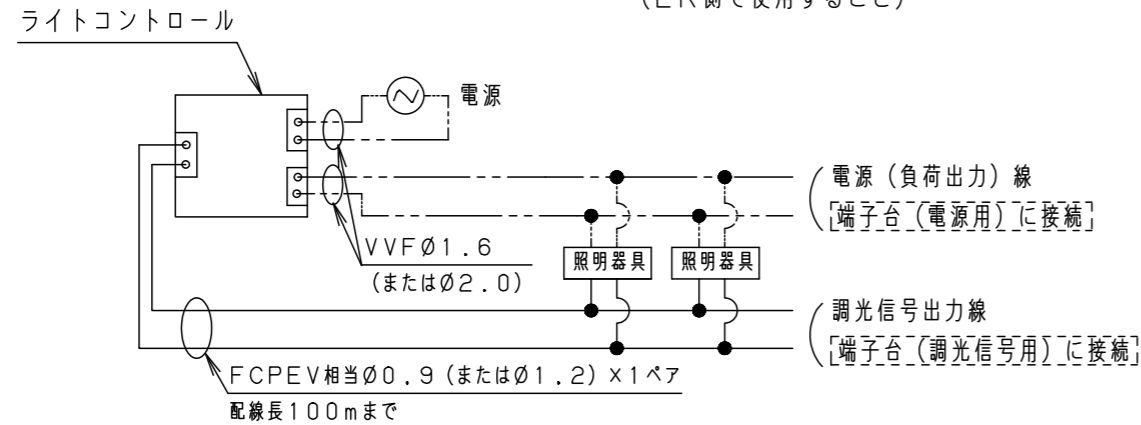 ライトコントロール
電源
電源（負荷出力）線
端子台（電源用）に接続
VVFØ1.6
（またはØ2.0）
照明器具
照明器具
調光信号出力線
端子台（調光信号用）に接続
FCPEV相当Ø0.9（またはØ1.2）×1ペア
配線長100mまで